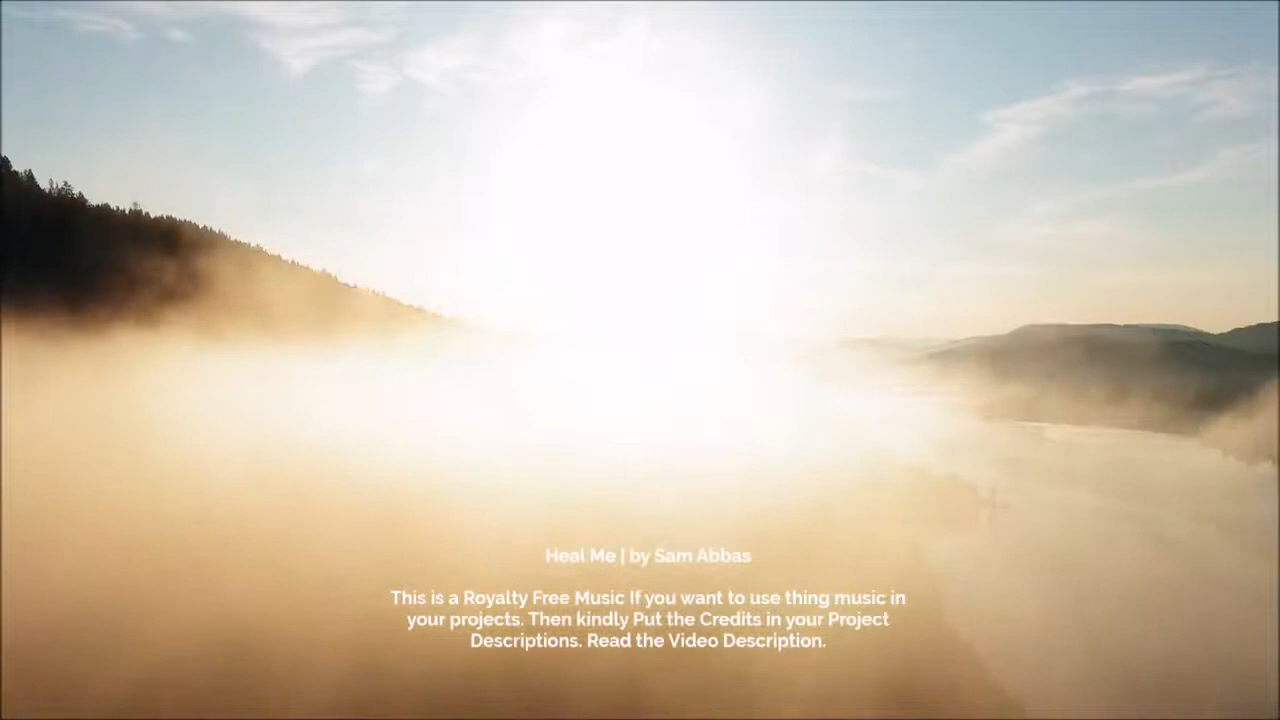 Heal Me | by Sam Abbas
This is a Royalty Free Music If you want to use thing music in
your projects. Then kindly Put the Credits in your Project
Descriptions. Read the Video Description.